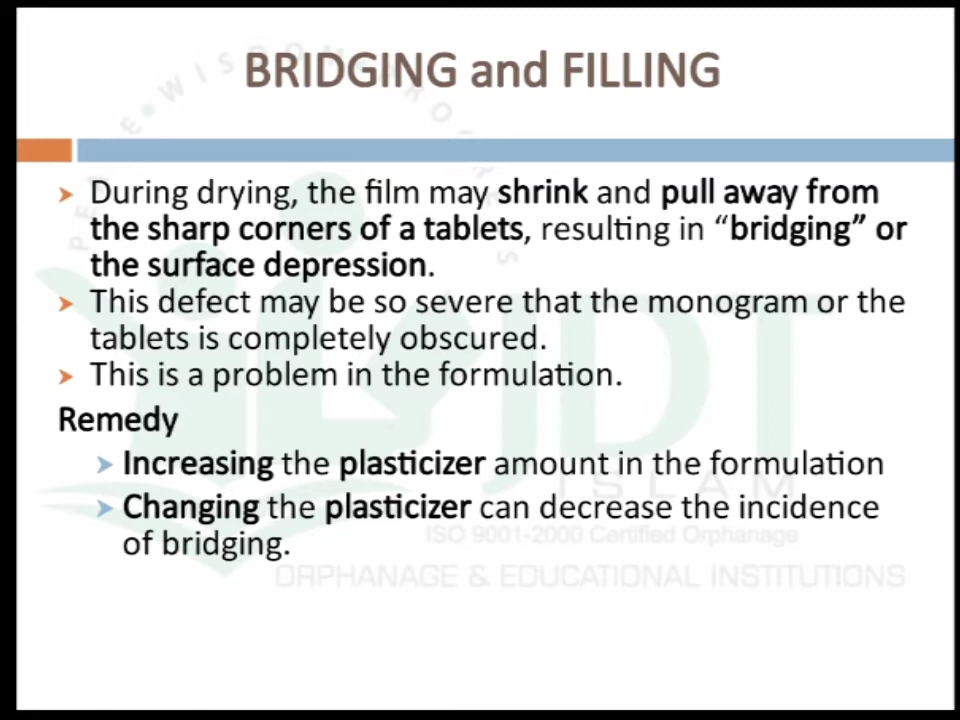 BRIDGING and FILLING
During drying, the film may shrink and pull away from
the sharp corners of a tablets, resulting in “bridging” or
the surface depression.
This defect may be so severe that the monogram or the
tablets is completely obscured.
This is a problem in the formulation.
Remedy
Increasing the plasticizer amount in the formulation
Changing the plasticizer can decrease the incidence
of bridging.
JDT
ISLAM
ISO 9001-2000 Certified Orphanage
ORPHANAGE & EDUCATIONAL INSTITUTIONS